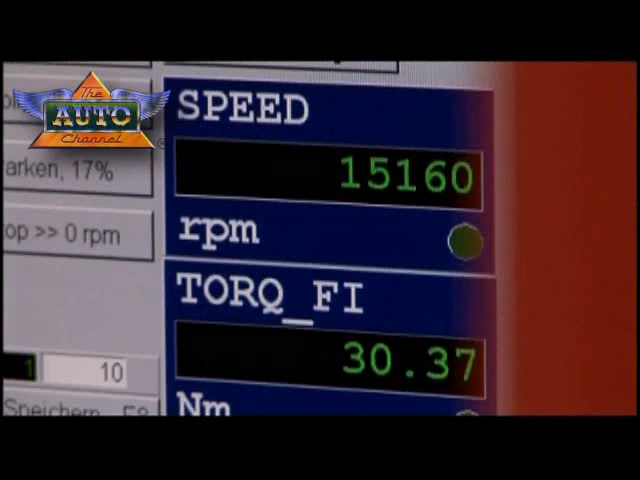 The
AUTO
Channel
®
SPEED
15160
arken, 17%
rpm
op >> 0 rpm
TORQ_FI
30.37
1
10
Speichern
Nm